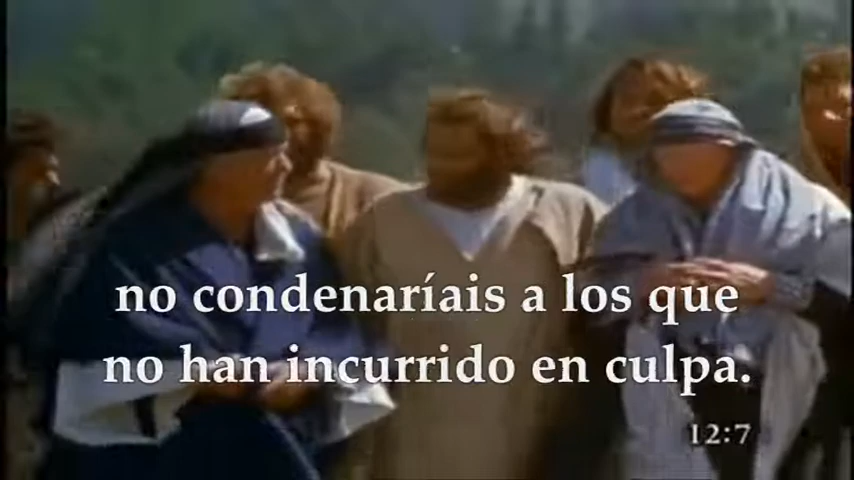 no condenaríais a los que
no han incurrido en culpa.
12:7